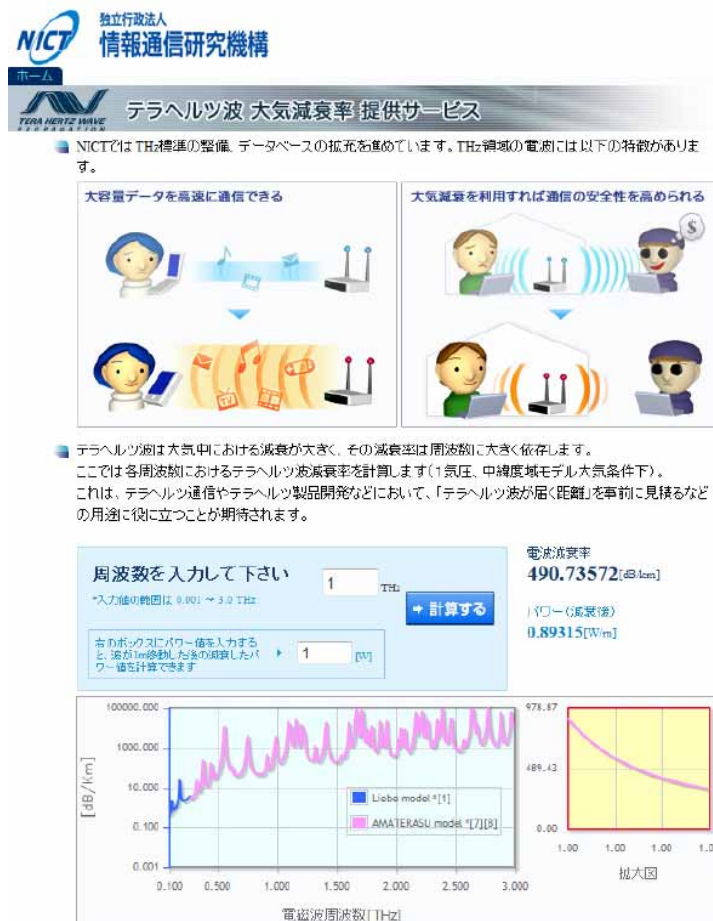 NICT
独立行政法人
情報通信研究機構
ホーム
TERA HERTZ WAVE
PROPAGATION
テラヘルツ波 大気減衰率 提供サービス
NICTでは THz標準の整備、データベースの拡充を進めています。THz領域の電波には以下の特徴がありま
す。
大容量データを高速に通信できる
大気減衰を利用すれば通信の安全性を高められる
$
TV
テラヘルツ波は大気中における減衰が大きく、その減衰率は周波数に大きく依存します。
ここでは各周波数におけるテラヘルツ波減衰率を計算します(1気圧、中緯度域モデル大気条件下)。
これは、テラヘルツ通信やテラヘルツ製品開発などにおいて、「テラヘルツ波が届く距離」を事前に見積るなど
の用途に役に立つことが期待されます。
周波数を入力して下さい
1
THz
*入力値の範囲は 0.001 ~ 3.0 THz
計算する
右のボックスにパワー値を入力する
と、波が1m移動した後の減衰したパ
ワー値を計算できます
1
[W]
電波減衰率
490.73572[dB/km]
パワー(減衰後)
0.89315[W/m]
[dB/Km]
100000.000
1000.000
10.000
0.100
0.001
Liebe model *[1]
AMATERASU model *[7][8]
0.100 0.500 1.000 1.500 2.000 2.500 3.000
電磁波周波数[THz]
978.87
489.43
0.00
1.00 1.00 1.00 1.0
拡大図